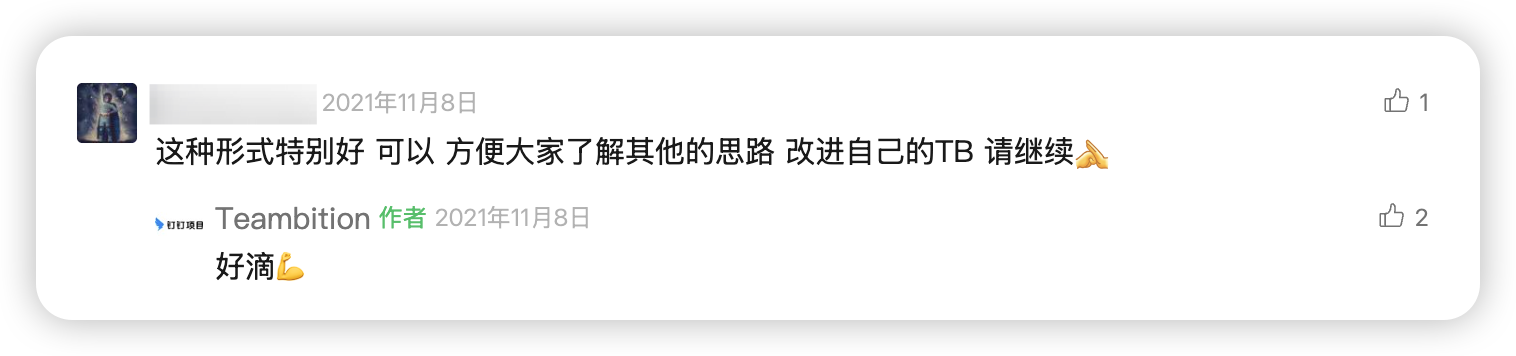 2021年11月8日 1
这种形式特别好 可以 方便大家了解其他的思路 改进自己的TB 请继续
钉钉项目 Teambition 作者 2021年11月8日 2
好滴